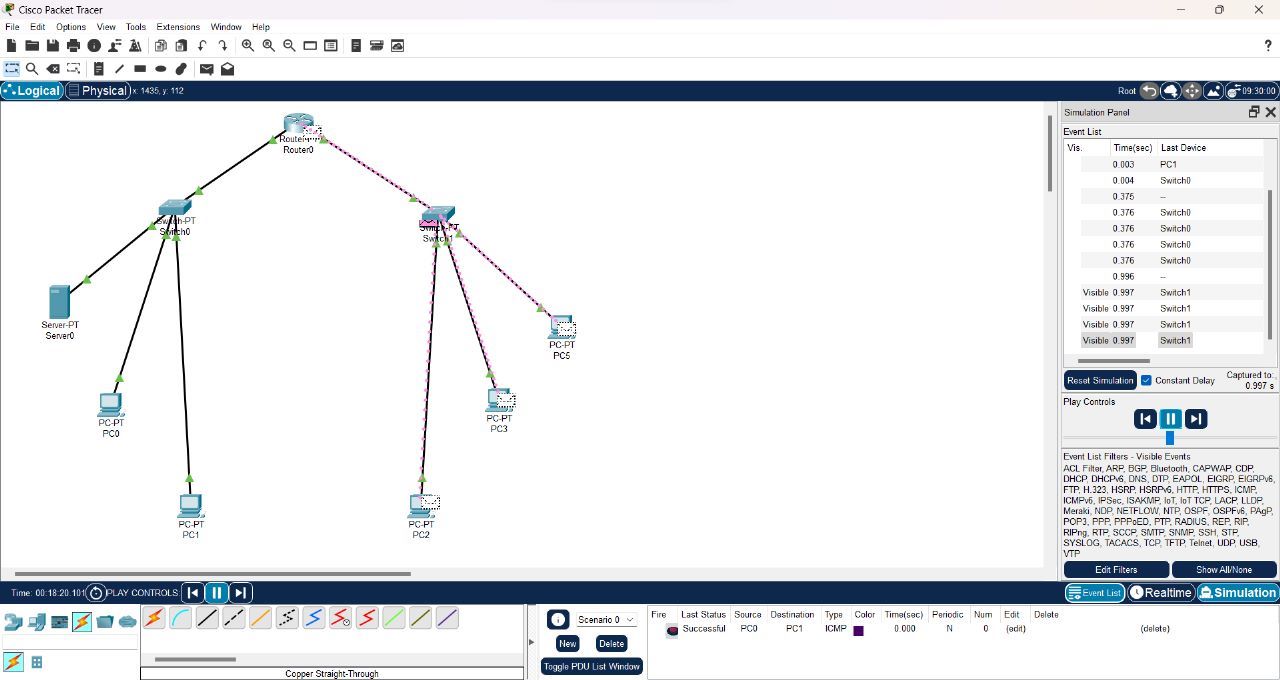 Cisco Packet Tracer
File Edit Options View Tools Extensions Window Help
Logical Physical x: 1435, y: 112
Root 09:30:00
Router0
Switch-PT
Switch0
Switch1
Server-PT
Server0
PC-PT
PC0
PC-PT
PC1
PC-PT
PC2
PC-PT
PC3
PC-PT
PC5
Simulation Panel
Event List
Vis. Time(sec) Last Device
0.003 PC1
0.004 Switch0
0.375 --
0.376 Switch0
0.376 Switch0
0.376 Switch0
0.376 Switch0
0.996 --
Visible 0.997 Switch1
Visible 0.997 Switch1
Visible 0.997 Switch1
Visible 0.997 Switch1
Reset Simulation Constant Delay Captured to:
0.997 s
Play Controls
Event List Filters - Visible Events
ACL Filter, ARP, BGP, Bluetooth, CAPWAP, CDP,
DHCP, DHCPv6, DNS, DTP, EAPOL, EIGRP, EIGRPv6,
FTP, H.323, HSRP, HSRPv6, HTTP, HTTPS, ICMP,
ICMPv6, IPSec, ISAKMP, IoT, IoT TCP, LACP, LLDP,
Meraki, NDP, NETFLOW, NTP, OSPF, OSPFv6, PAgP,
POP3, PPP, PPPoED, PTP, RADIUS, REP, RIP,
RIPng, RTP, SCCP, SMTP, SNMP, SSH, STP,
SYSLOG, TACACS, TCP, TFTP, Telnet, UDP, USB,
VTP
Edit Filters Show All/None
Time: 00:18:20.101 PLAY CONTROLS:
Event List Realtime Simulation
Copper Straight-Through
Scenario 0
New Delete
Toggle PDU List Window
Fire Last Status Source Destination Type Color Time(sec) Periodic Num Edit Delete
Successful PC0 PC1 ICMP 0.000 N 0 (edit) (delete)